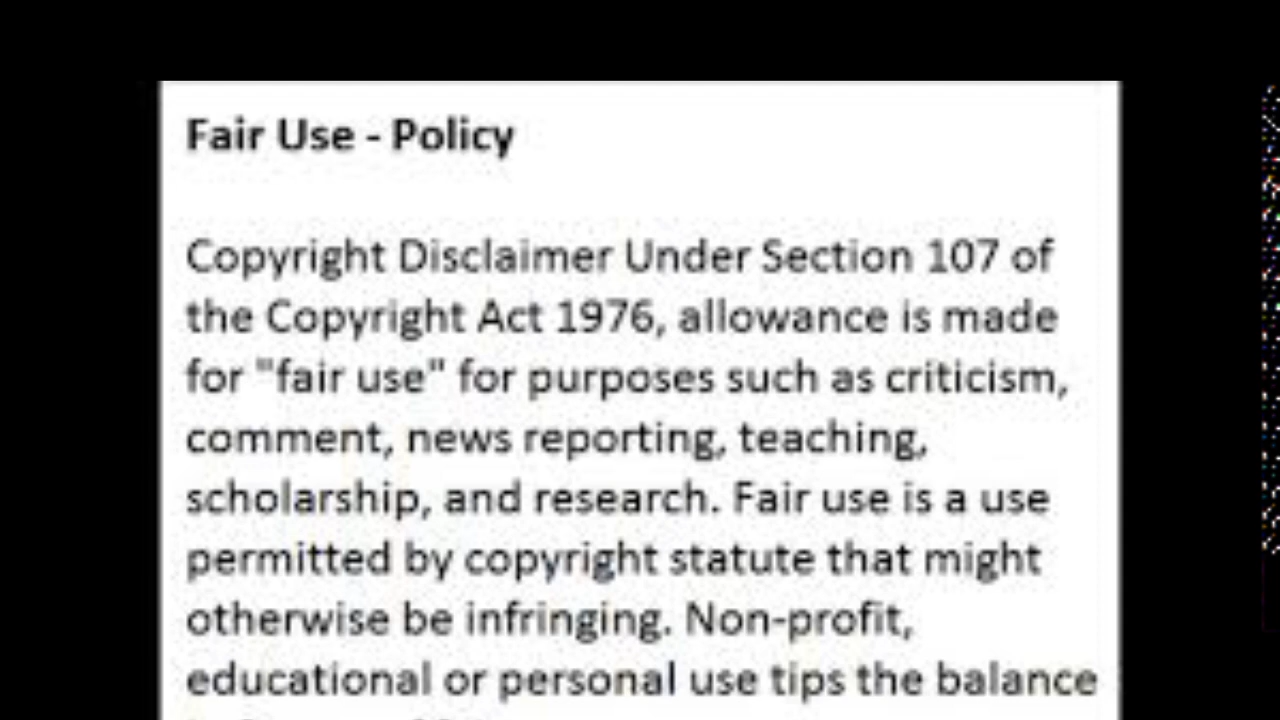 Fair Use - Policy
Copyright Disclaimer Under Section 107 of
the Copyright Act 1976, allowance is made
for "fair use" for purposes such as criticism,
comment, news reporting, teaching,
scholarship, and research. Fair use is a use
permitted by copyright statute that might
otherwise be infringing. Non-profit,
educational or personal use tips the balance